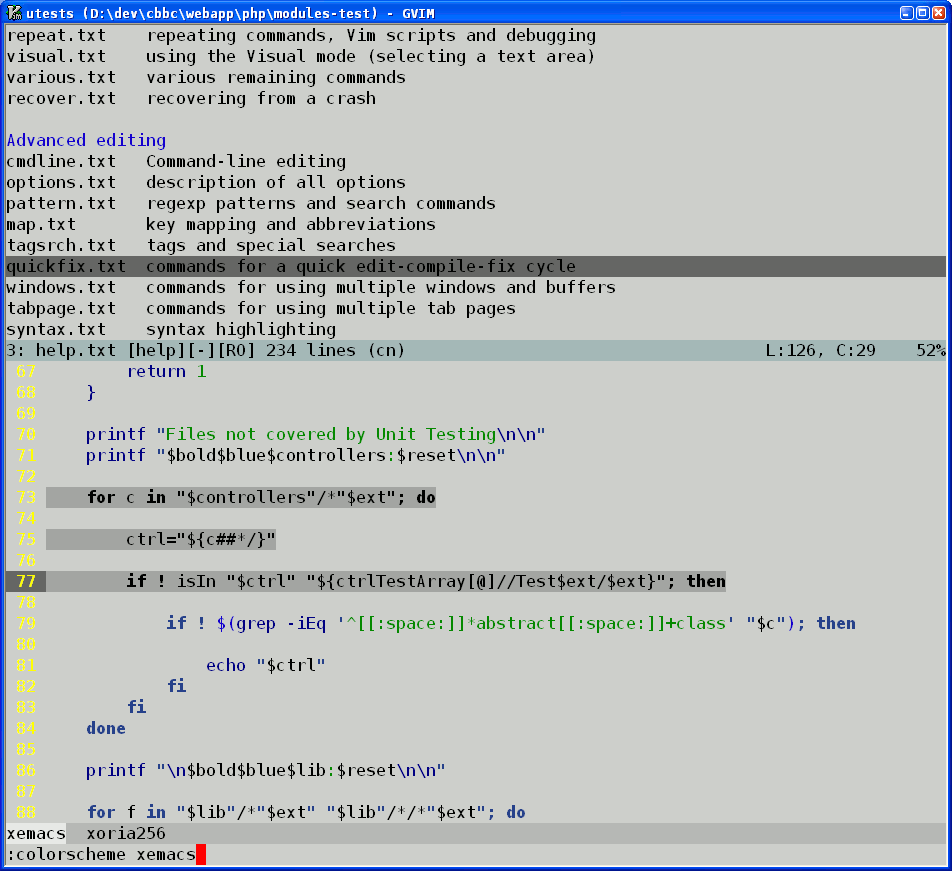 utests (D:\dev\cbbc\webapp\php\modules-test) - GVIM
repeat.txt    repeating commands, Vim scripts and debugging
visual.txt    using the Visual mode (selecting a text area)
various.txt   various remaining commands
recover.txt   recovering from a crash
Advanced editing
cmdline.txt   Command-line editing
options.txt   description of all options
pattern.txt   regexp patterns and search commands
map.txt       key mapping and abbreviations
tagsrch.txt   tags and special searches
quickfix.txt  commands for a quick edit-compile-fix cycle
windows.txt   commands for using multiple windows and buffers
tabpage.txt   commands for using multiple tab pages
syntax.txt    syntax highlighting
3: help.txt [help][-][RO] 234 lines (cn)    L:126, C:29    52%
67         return 1
68     }
69
70     printf "Files not covered by Unit Testing\n\n"
71     printf "$bold$blue$controllers:$reset\n\n"
72
73     for c in "$controllers"/*"$ext"; do
74
75         ctrl="${c##*/}"
76
77         if ! isIn "$ctrl" "${ctrlTestArray[@]//Test$ext/$ext}"; then
78
79             if ! $(grep -iEq '^[[:space:]]*abstract[[:space:]]+class' "$c"); then
80
81                 echo "$ctrl"
82             fi
83         fi
84     done
85
86     printf "\n$bold$blue$lib:$reset\n\n"
87
88     for f in "$lib"/*"$ext" "$lib"/*/*"$ext"; do
xemacs  xoria256
:colorscheme xemacs